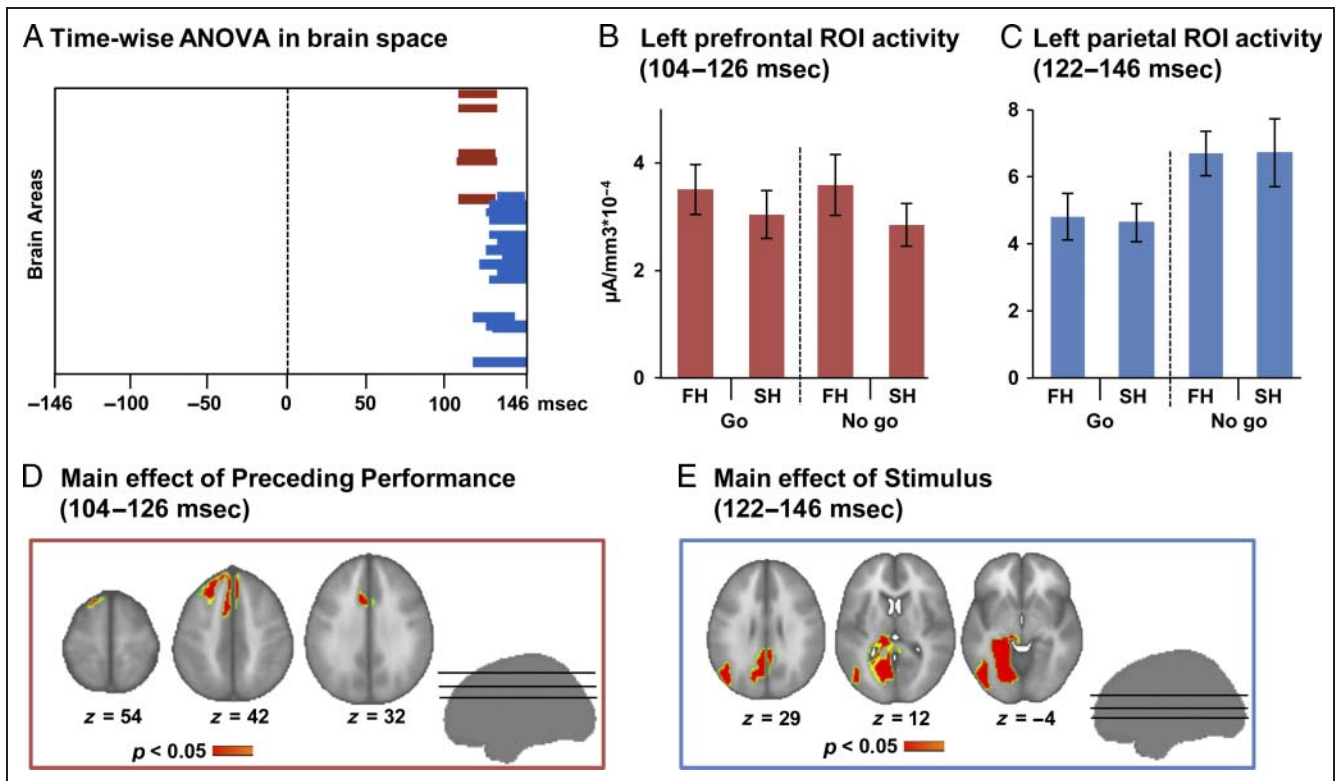 A Time-wise ANOVA in brain space
Brain Areas
–146 –100 –50 0 50 100 146 msec
B Left prefrontal ROI activity
(104–126 msec)
µA/mm3*10⁻⁴
4
2
0
FH SH FH SH
Go No go
C Left parietal ROI activity
(122–146 msec)
8
6
4
2
0
FH SH FH SH
Go No go
D Main effect of Preceding Performance
(104–126 msec)
z = 54 z = 42 z = 32
p < 0.05
E Main effect of Stimulus
(122–146 msec)
z = 29 z = 12 z = –4
p < 0.05